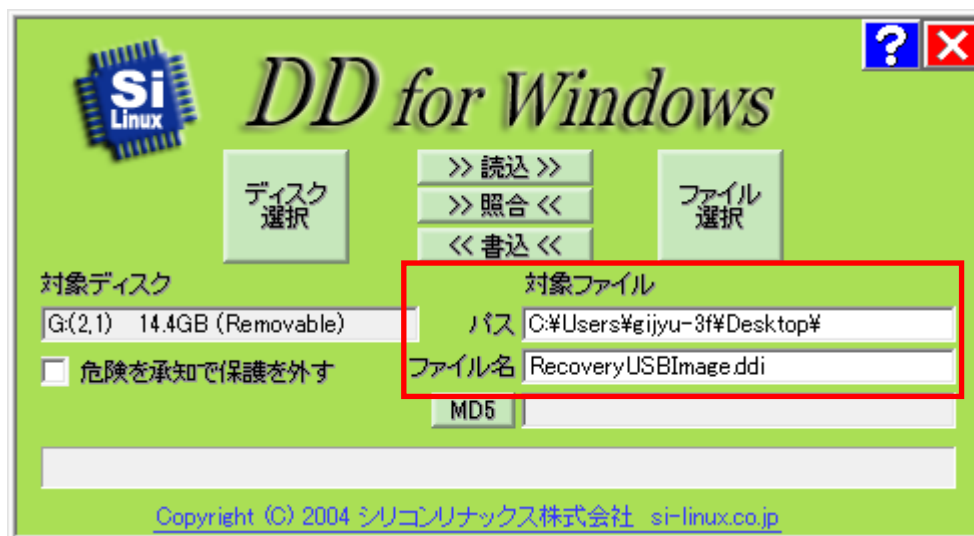 Si
Linux
DD for Windows
?
ディスク
選択
>> 読込 >>
>> 照合 <<
<< 書込 <<
ファイル
選択
対象ディスク
対象ファイル
G:(2,1) 14.4GB (Removable)
パス
C:¥Users¥gijyu-3f¥Desktop¥
危険を承知で保護を外す
ファイル名
RecoveryUSBImage.ddi
MD5
Copyright (C) 2004 シリコンリナックス株式会社 si-linux.co.jp